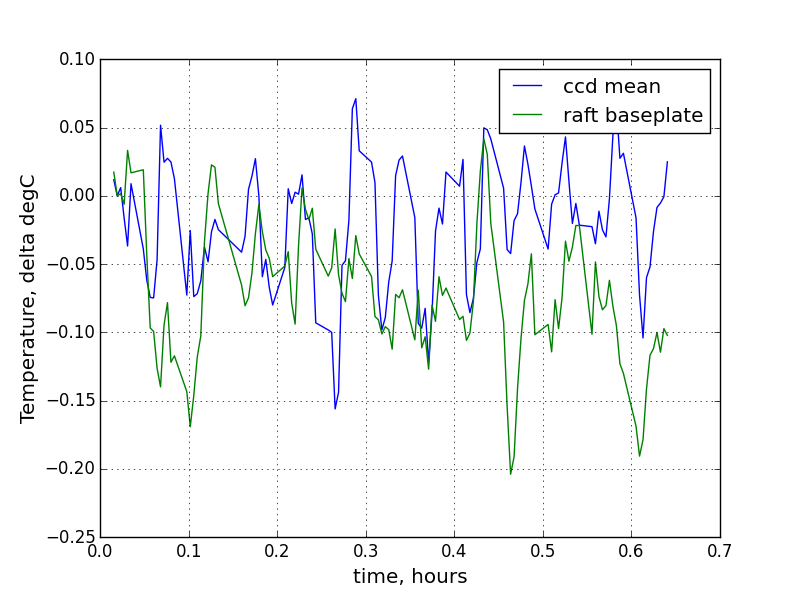 0.10
0.05
0.00
−0.05
−0.10
−0.15
−0.20
−0.25
0.0 0.1 0.2 0.3 0.4 0.5 0.6 0.7
time, hours
Temperature, delta degC
ccd mean
raft baseplate